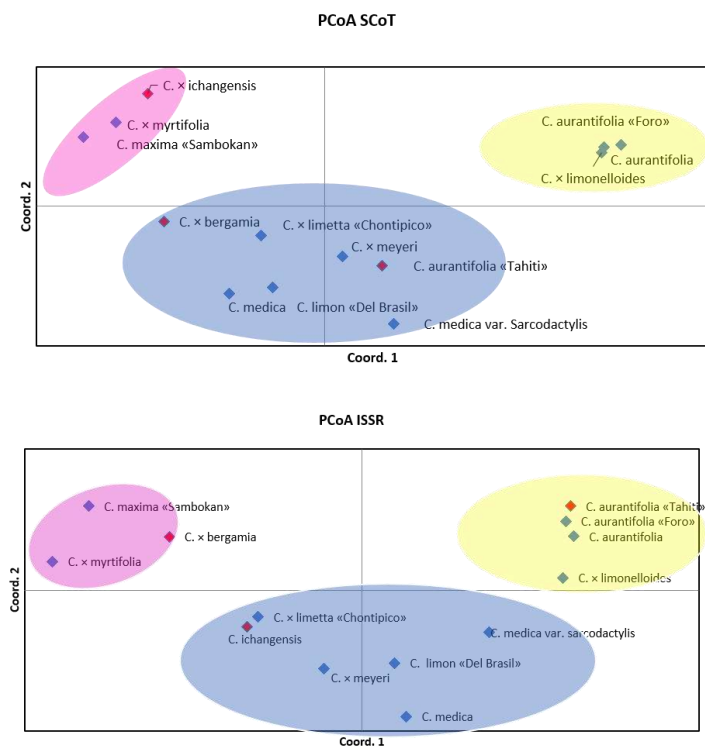 PCoA SCoT
C. × ichangensis
C. × myrtifolia
C. maxima «Sambokan»
C. aurantifolia «Foro»
C. aurantifolia
C. × limonelloides
Coord. 2
C. × bergamia
C. × limetta «Chontipico»
C. × meyeri
C. aurantifolia «Tahiti»
C. medica
C. limon «Del Brasil»
C. medica var. Sarcodactylis
Coord. 1
PCoA ISSR
C. maxima «Sambokan»
C. × bergamia
C. × myrtifolia
C. aurantifolia «Tahiti»
C. aurantifolia «Foro»
C. aurantifolia
C. × limonelloides
Coord. 2
C. × limetta «Chontipico»
C. ichangensis
C. medica var. sarcodactylis
C. limon «Del Brasil»
C. × meyeri
C. medica
Coord. 1